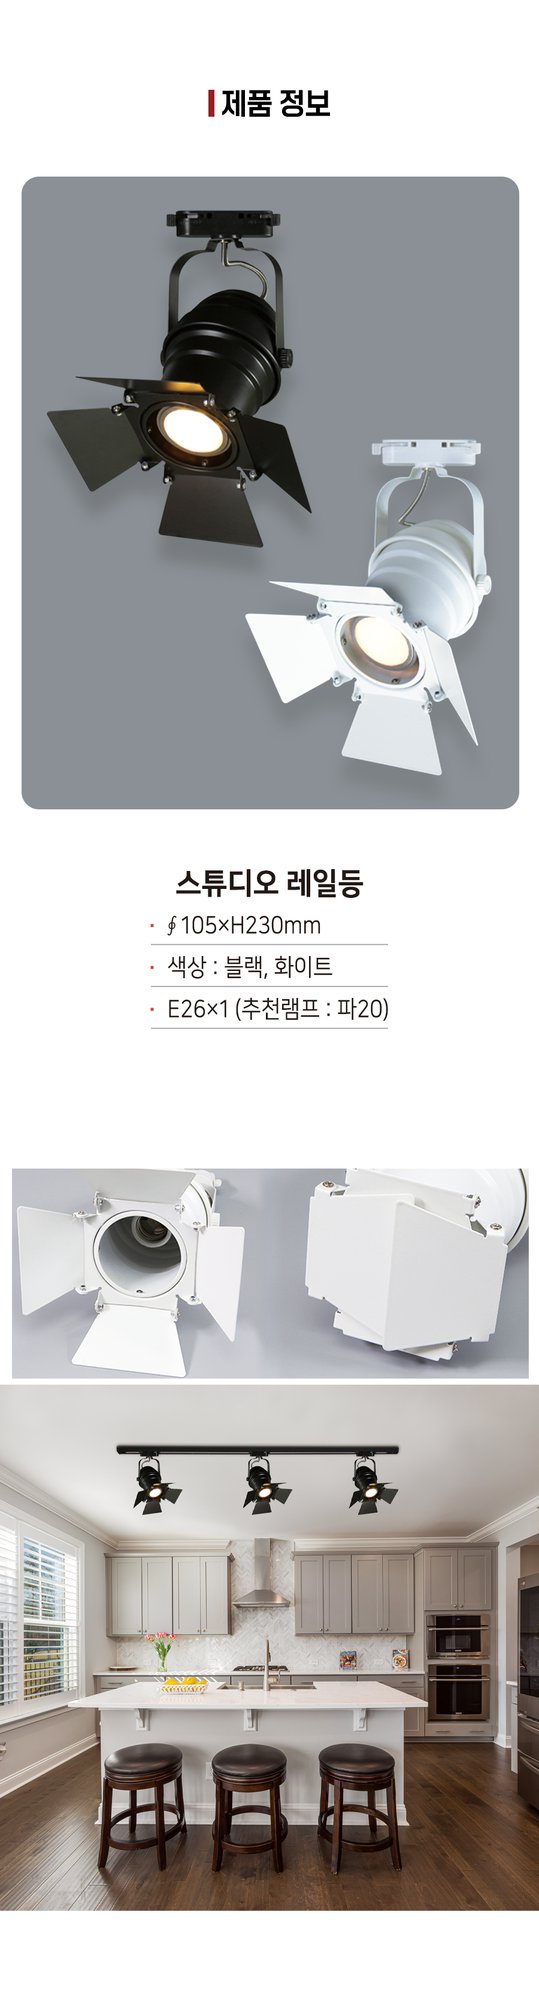 제품 정보
스튜디오 레일등
∮105×H230mm
색상 : 블랙, 화이트
E26×1 (추천램프 : 파20)